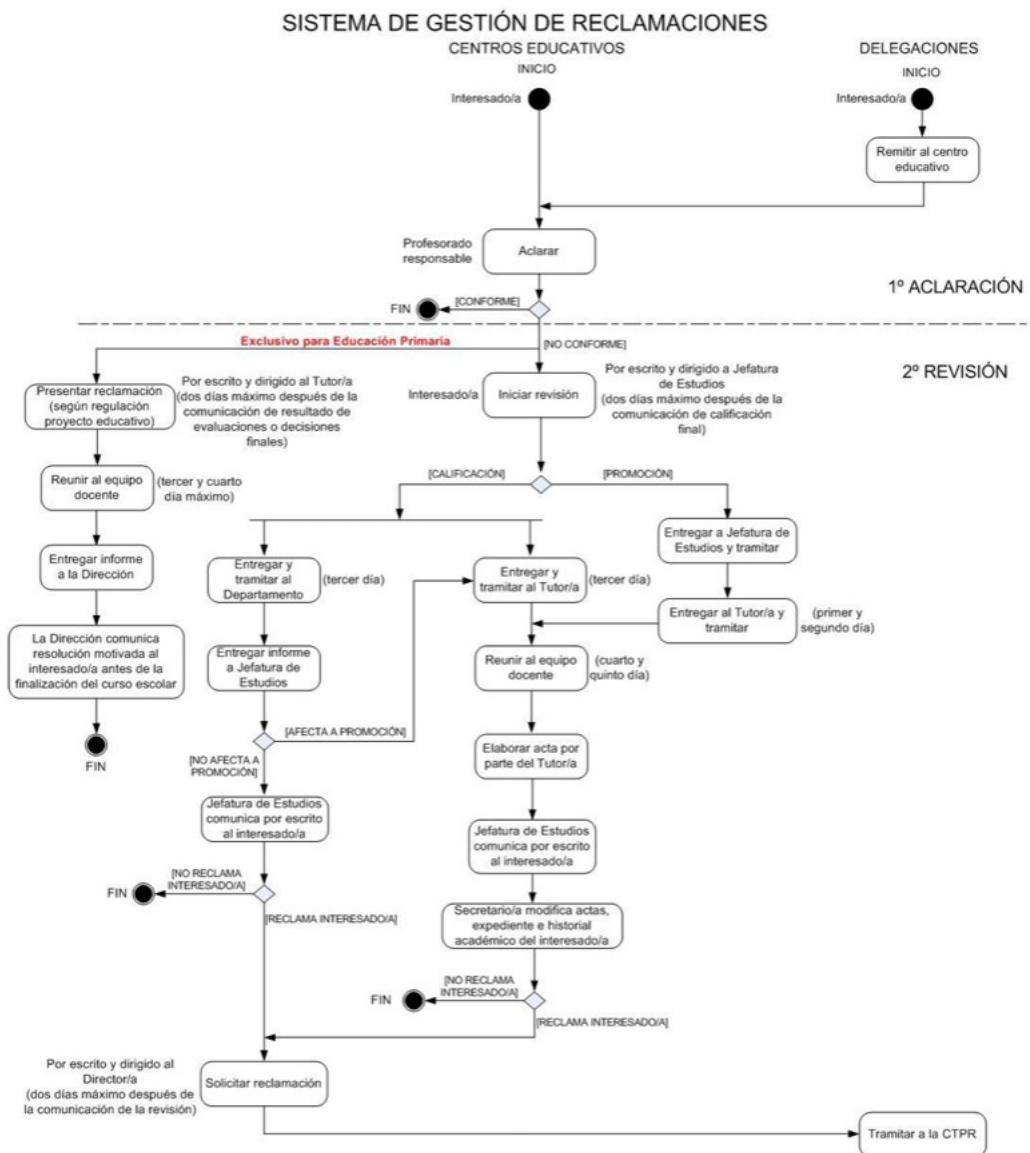 SISTEMA DE GESTIÓN DE RECLAMACIONES
CENTROS EDUCATIVOS
DELEGACIONES
INICIO
INICIO
Interesado/a
Interesado/a
Remitir al centro
educativo
Profesorado
responsable
Aclarar
1º ACLARACIÓN
FIN
[CONFORME]
Exclusivo para Educación Primaria
[NO CONFORME]
2º REVISIÓN
Presentar reclamación
(según regulación
proyecto educativo)
Por escrito y dirigido al Tutor/a
(dos días máximo después de la
comunicación de resultado de
evaluaciones o decisiones
finales)
Interesado/a
Iniciar revisión
Por escrito y dirigido a Jefatura
de Estudios
(dos días máximo después de la
comunicación de calificación
final)
[CALIFICACIÓN]
[PROMOCIÓN]
Reunir al equipo
docente
(tercer y cuarto
día máximo)
Entregar a Jefatura de
Estudios y tramitar
Entregar informe
a la Dirección
Entregar y
tramitar al
Departamento
(tercer día)
Entregar y
tramitar al Tutor/a
(tercer día)
Entregar al Tutor/a y
tramitar
(primer y
segundo día)
La Dirección comunica
resolución motivada al
interesado/a antes de la
finalización del curso escolar
Entregar informe
a Jefatura de
Estudios
Reunir al equipo
docente
(cuarto y
quinto día)
FIN
[AFECTA A PROMOCIÓN]
[NO AFECTA A
PROMOCIÓN]
Elaborar acta por
parte del Tutor/a
Jefatura de Estudios
comunica por escrito
al interesado/a
Jefatura de Estudios
comunica por escrito
al interesado/a
FIN
[NO RECLAMA
INTERESADO/A]
[RECLAMA INTERESADO/A]
Secretario/a modifica actas,
expediente e historial
académico del interesado/a
FIN
[NO RECLAMA
INTERESADO/A]
[RECLAMA INTERESADO/A]
Por escrito y dirigido al
Director/a
(dos días máximo después de
la comunicación de la revisión)
Solicitar reclamación
Tramitar a la CTPR